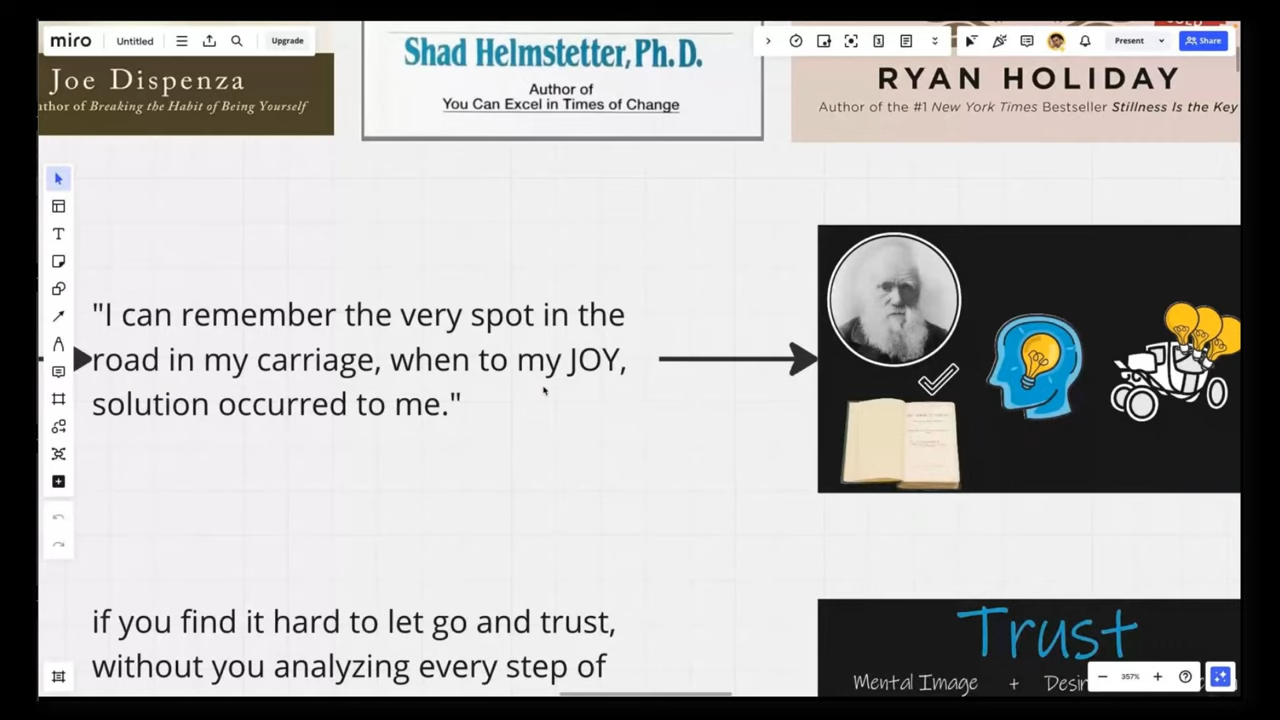 miro
Untitled
Upgrade
Present
Share
Joe Dispenza
thor of Breaking the Habit of Being Yourself
Shad Helmstetter, Ph.D.
Author of
You Can Excel in Times of Change
RYAN HOLIDAY
Author of the #1 New York Times Bestseller Stillness Is the Key
"I can remember the very spot in the
road in my carriage, when to my JOY,
solution occurred to me."
if you find it hard to let go and trust,
without you analyzing every step of
Trust
Mental Image + Desir
357%